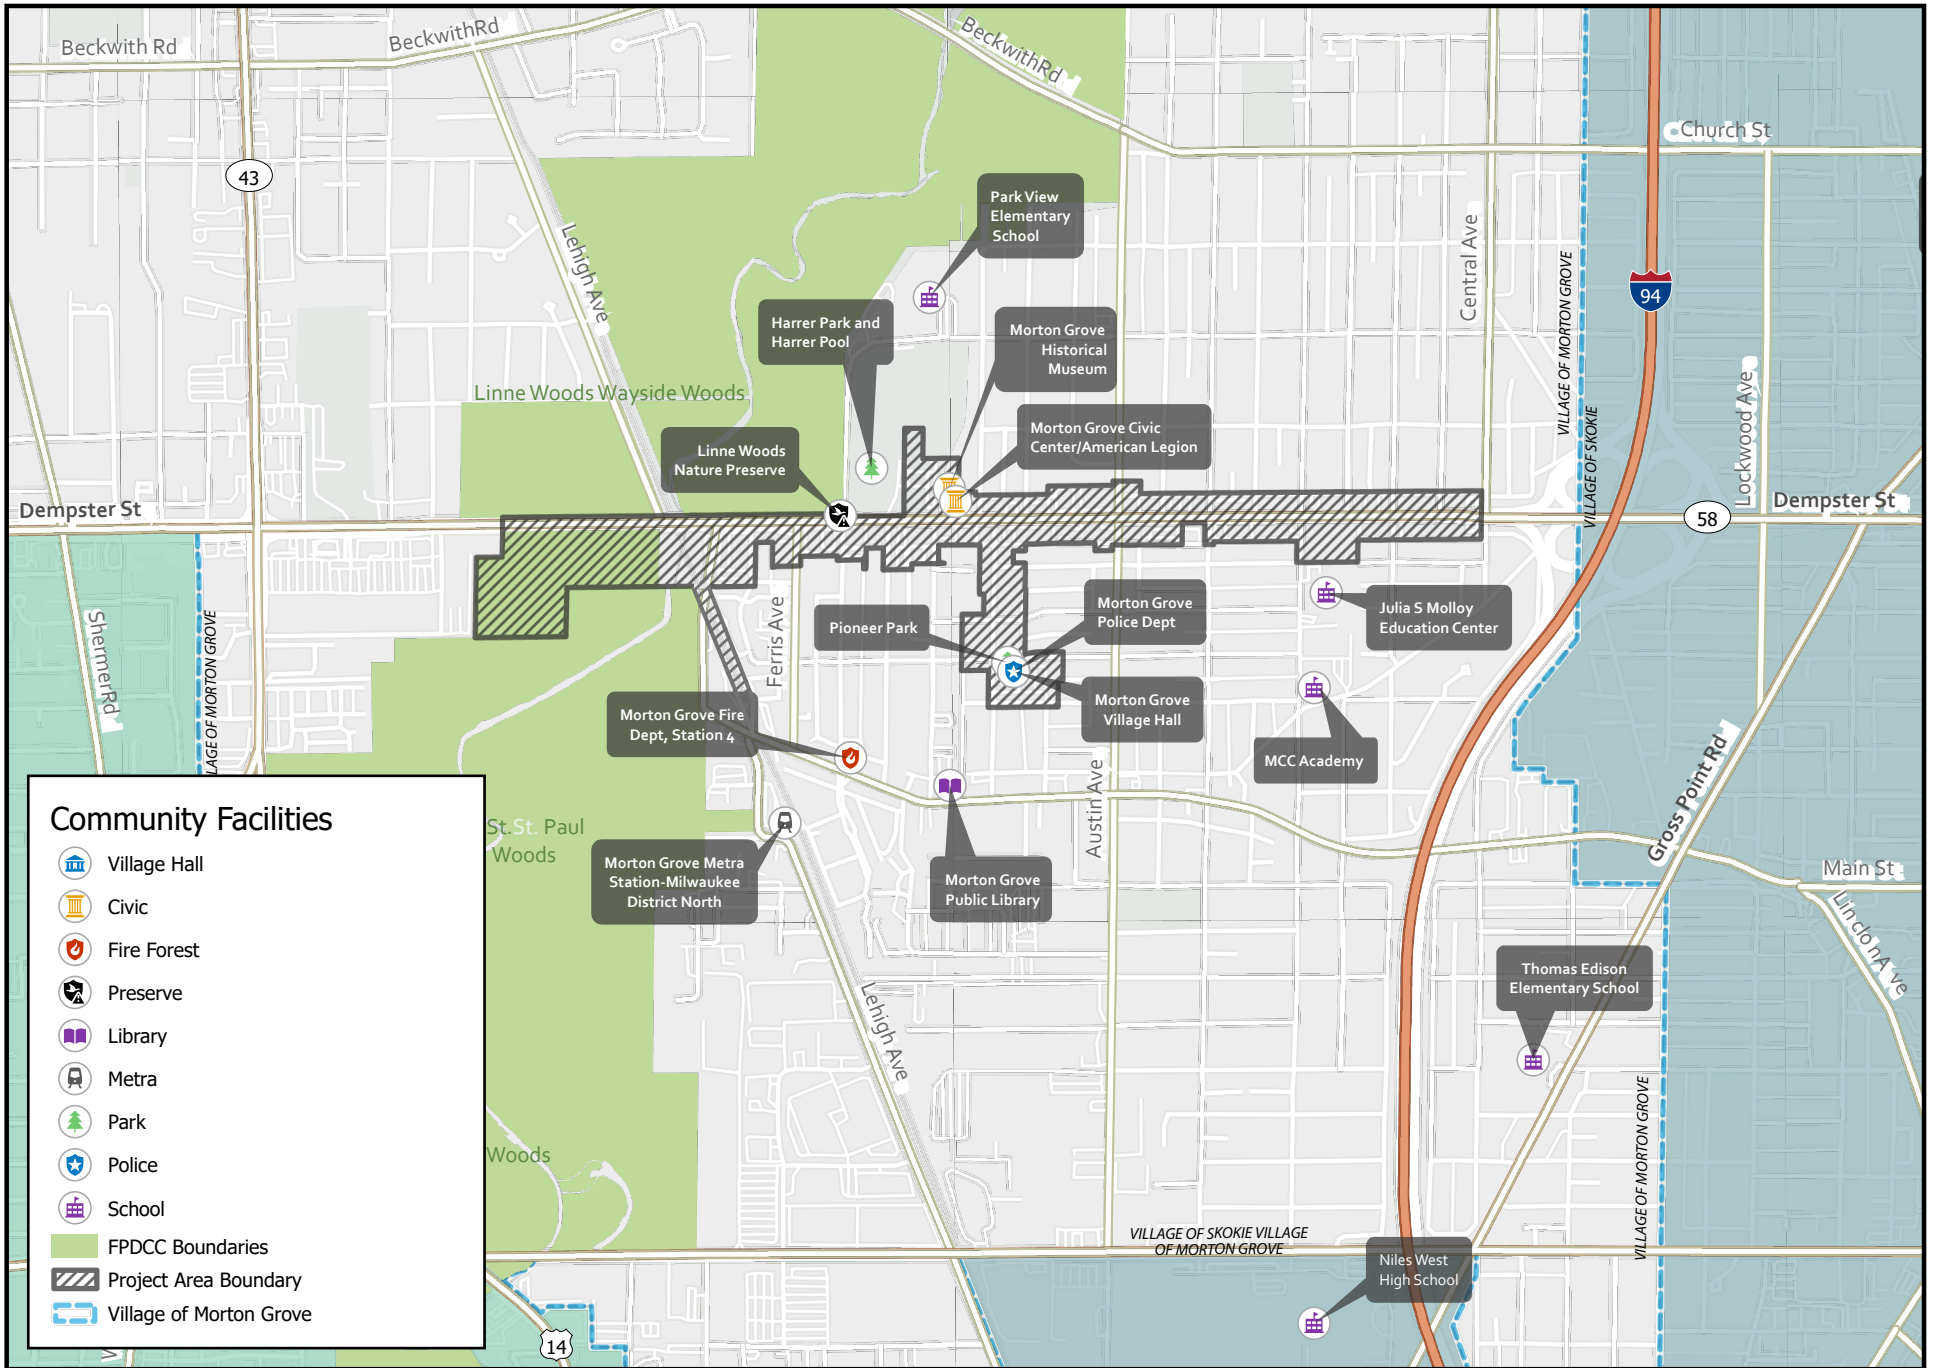 Beckwith Rd
BeckwithRd
BeckwithRd
Church St
43
Park View
Elementary
School
Lehigh Ave
Central Ave
VILLAGE OF MORTON GROVE
94
Harrer Park and
Harrer Pool
Morton Grove
Historical
Museum
Linne Woods Wayside Woods
Lockwood Ave
VILLAGE OF SKOKIE
Morton Grove Civic
Center/American Legion
Linne Woods
Nature Preserve
Dempster St
58
Dempster St
ShermerRd
LAGE OF MORTON GROVE
Ferris Ave
Pioneer Park
Morton Grove
Police Dept
Julia S Molloy
Education Center
Morton Grove Fire
Dept, Station 4
Morton Grove
Village Hall
MCC Academy
Austin Ave
Gross Point Rd
Main St
LinclohnAve
St.St. Paul
Woods
Morton Grove Metra
Station-Milwaukee
District North
Morton Grove
Public Library
Thomas Edison
Elementary School
Lehigh Ave
VILLAGE OF MORTON GROVE
Woods
VILLAGE OF SKOKIE VILLAGE
OF MORTON GROVE
Niles West
High School
14
Community Facilities
Village Hall
Civic
Fire Forest
Preserve
Library
Metra
Park
Police
School
FPDCC Boundaries
Project Area Boundary
Village of Morton Grove